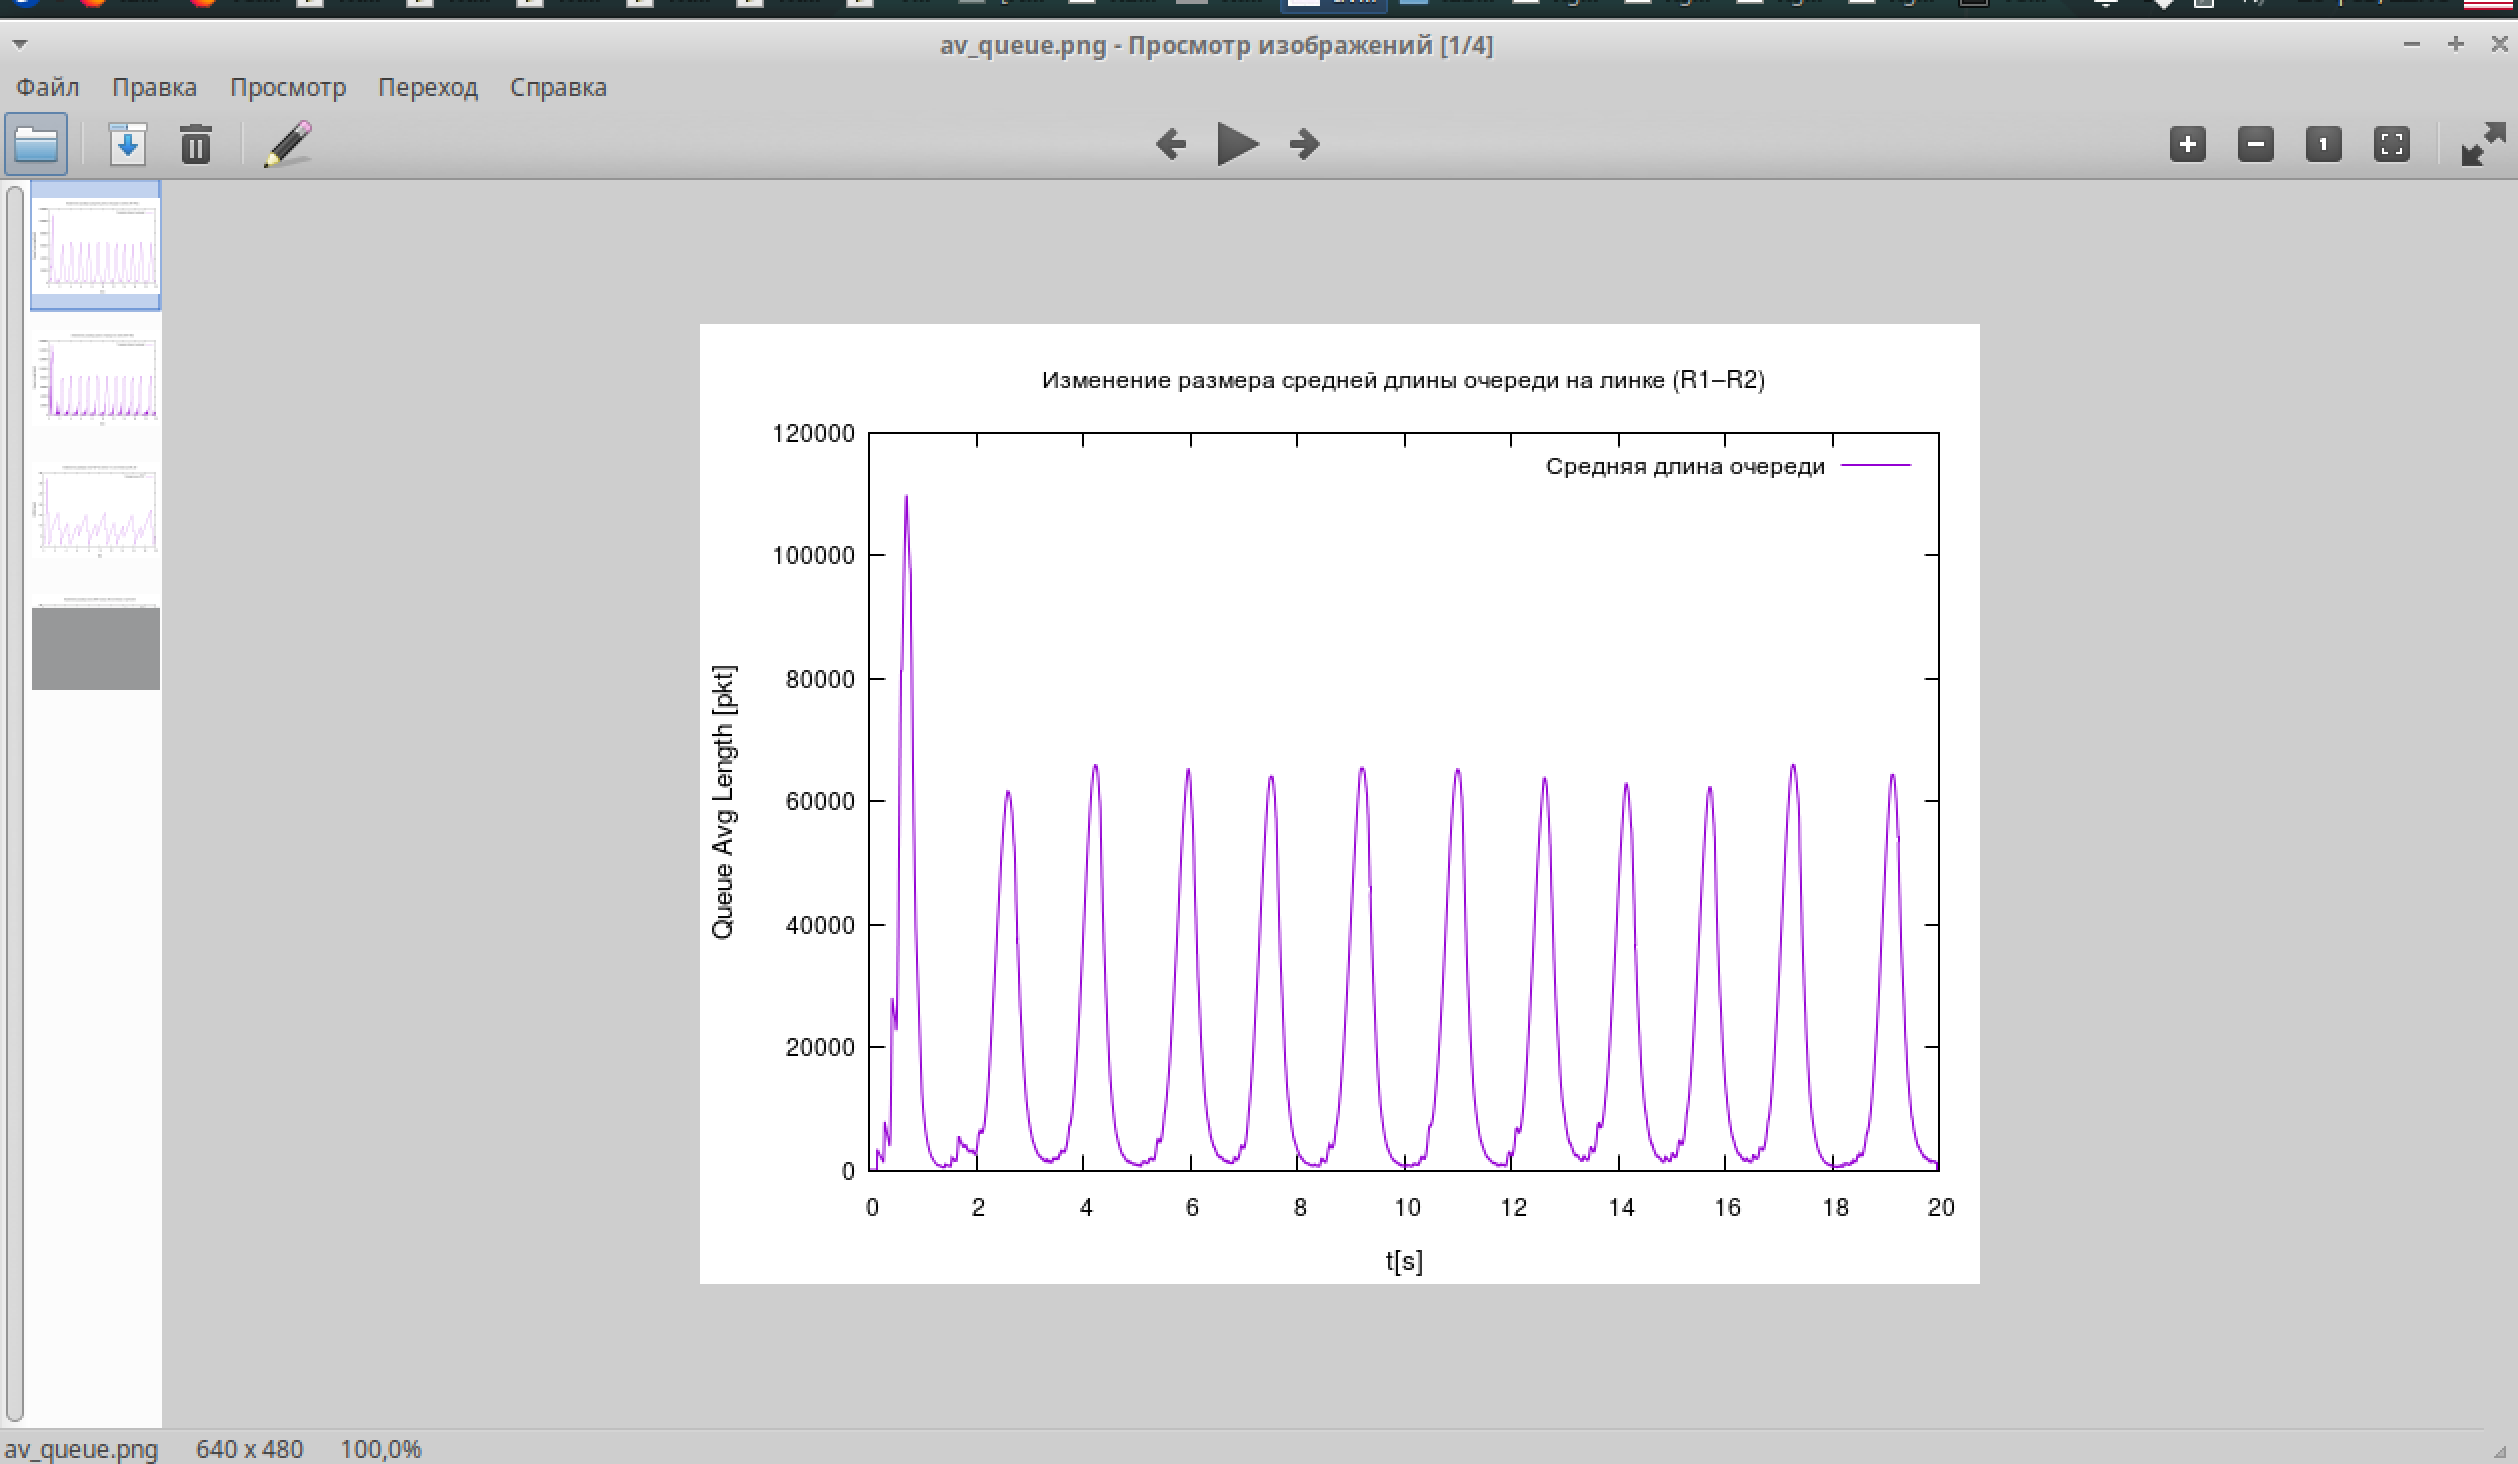 av_queue.png - Просмотр изображений [1/4]
Файл Правка Просмотр Переход Справка
Изменение размера средней длины очереди на линке (R1–R2)
Средняя длина очереди
120000
100000
80000
60000
40000
20000
0
Queue Avg Length [pkt]
0 2 4 6 8 10 12 14 16 18 20
t[s]
av_queue.png 640 x 480 100,0%